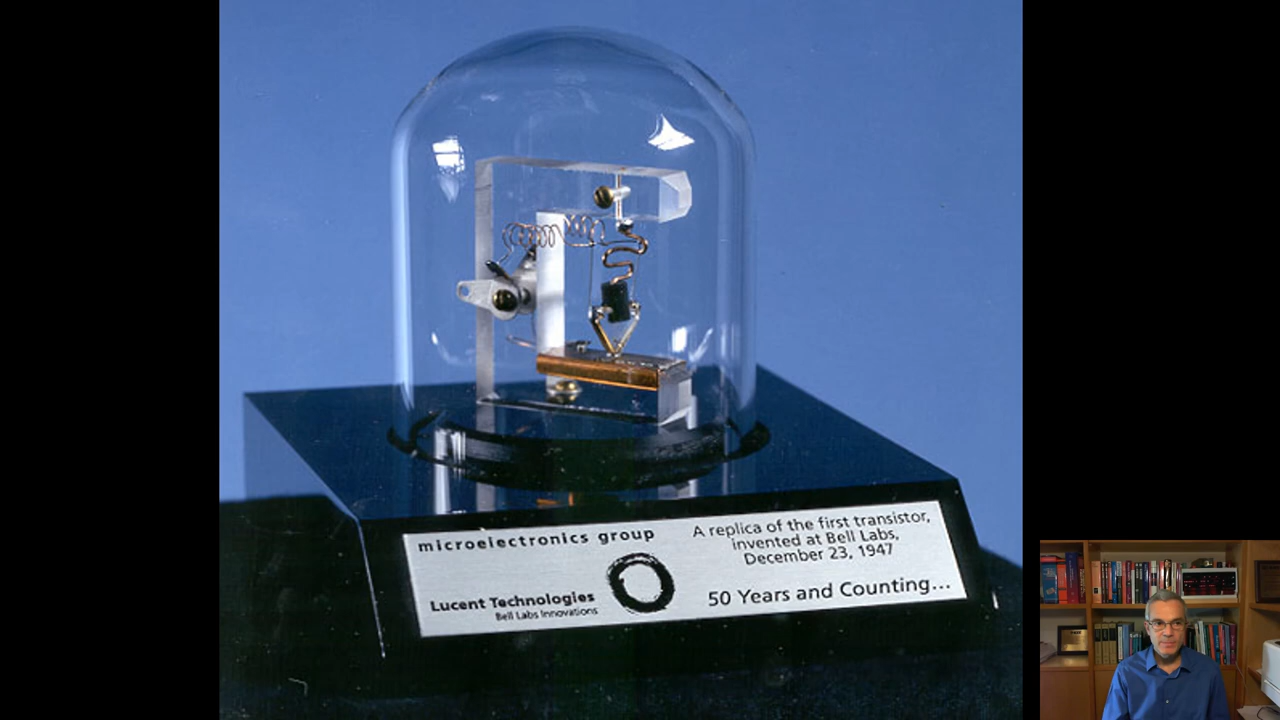 microelectronics group
Lucent Technologies
Bell Labs Innovations
A replica of the first transistor,
invented at Bell Labs,
December 23, 1947
50 Years and Counting...